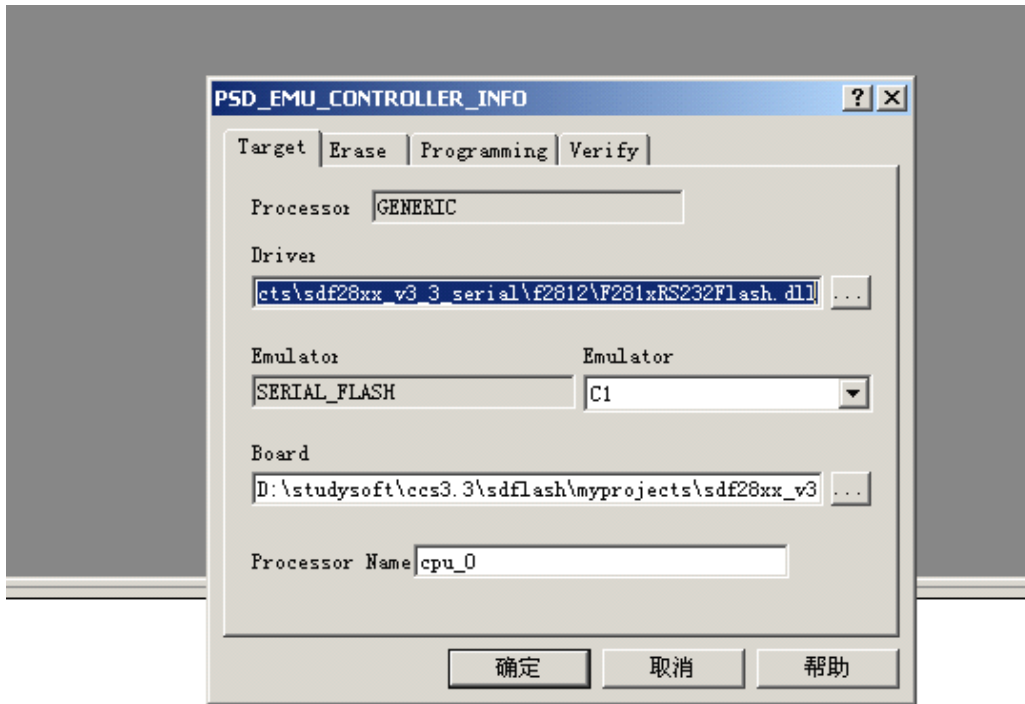 PSD_EMU_CONTROLLER_INFO
Target Erase Programming Verify
Processor GENERIC
Driver
cts\sdf28xx_v3_3_serial\f2812\F281xRS232Flash.dll ...
Emulator Emulator
SERIAL_FLASH C1
Board
D:\studysoft\ccs3.3\sdflash\myprojects\sdf28xx_v3 ...
Processor Name cpu_0
确定 取消 帮助